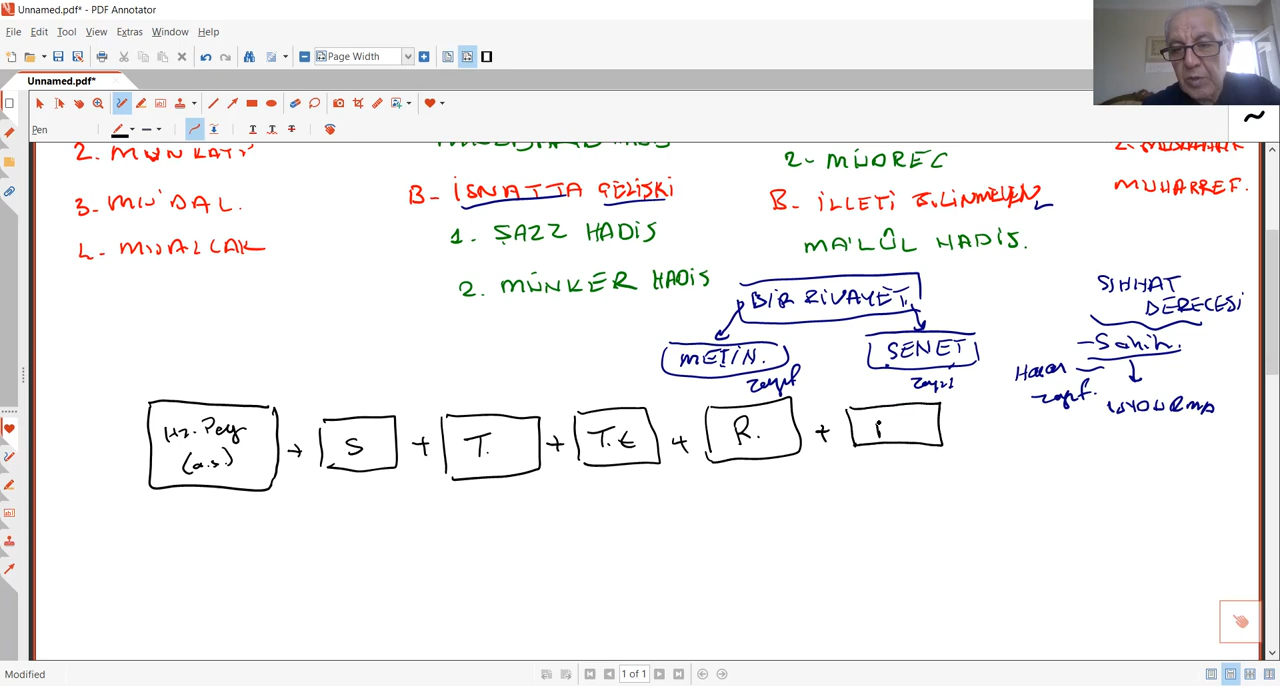 Unnamed.pdf* - PDF Annotator
File Edit Tool View Extras Window Help
Page Width
Unnamed.pdf*
Pen
2. MUNKATI
3. MU'DAL.
4. MUALLAK
B- İSNATTA ÇELİŞKİ
1. ŞAZZ HADİS
2. MÜNKER HADİS
2- MÜDREC
B- İLLETİ BİLİNMEYEN
MA'LÛL HADİS.
MUHARREF.
BİR RİVAYET
METİN.
zayıf
SENET
zayıf
SIHHAT
DERECESİ
-Sahih.
Hasan
zayıf.
Hz. Pey
(a.s.)
→ S + T. + T.E + R. +
Modified
1 of 1